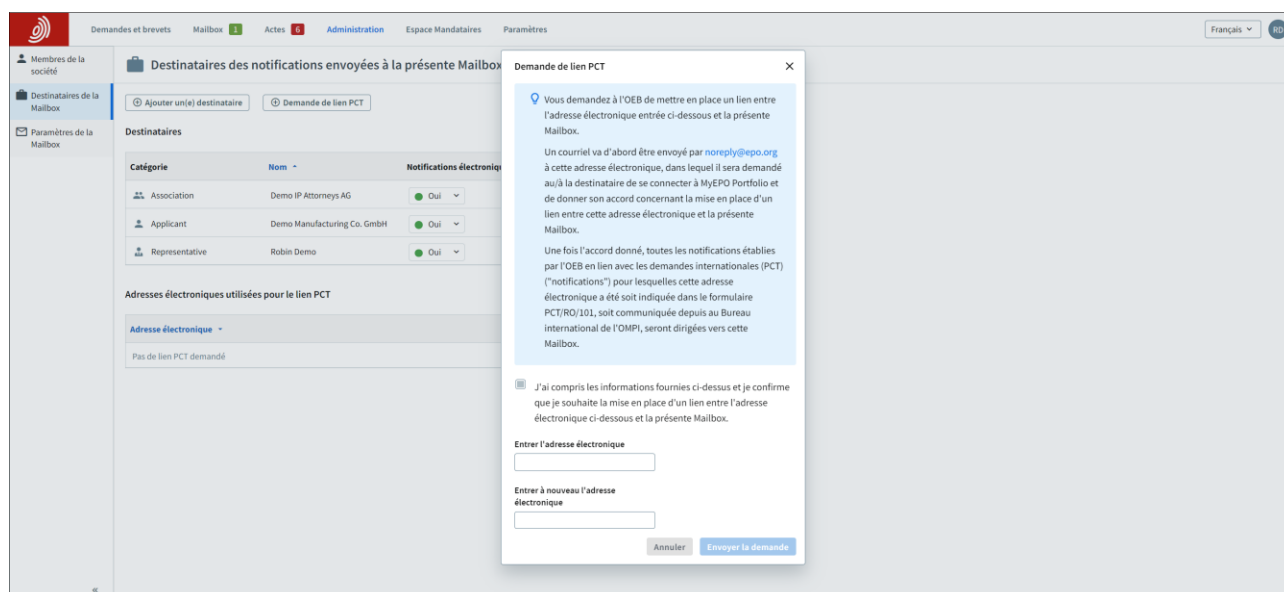 Demandes et brevets Mailbox 1 Actes 6 Administration Espace Mandataires Paramètres Français RD
Membres de la
société
Destinataires de la
Mailbox
Paramètres de la
Mailbox
Destinataires des notifications envoyées à la présente Mailbox
Ajouter un(e) destinataire Demande de lien PCT
Destinataires
Catégorie Nom Notifications électroniqu
Association Demo IP Attorneys AG Oui
Applicant Demo Manufacturing Co. GmbH Oui
Representative Robin Demo Oui
Adresses électroniques utilisées pour le lien PCT
Adresse électronique
Pas de lien PCT demandé
Demande de lien PCT
Vous demandez à l'OEB de mettre en place un lien entre
l'adresse électronique entrée ci-dessous et la présente
Mailbox.
Un courriel va d'abord être envoyé par noreply@epo.org
à cette adresse électronique, dans lequel il sera demandé
au/à la destinataire de se connecter à MyEPO Portfolio et
de donner son accord concernant la mise en place d'un
lien entre cette adresse électronique et la présente
Mailbox.
Une fois l'accord donné, toutes les notifications établies
par l'OEB en lien avec les demandes internationales (PCT)
("notifications") pour lesquelles cette adresse
électronique a été soit indiquée dans le formulaire
PCT/RO/101, soit communiquée depuis au Bureau
international de l'OMPI, seront dirigées vers cette
Mailbox.
J'ai compris les informations fournies ci-dessus et je confirme
que je souhaite la mise en place d'un lien entre l'adresse
électronique ci-dessous et la présente Mailbox.
Entrer l'adresse électronique
Entrer à nouveau l'adresse
électronique
Annuler Envoyer la demande